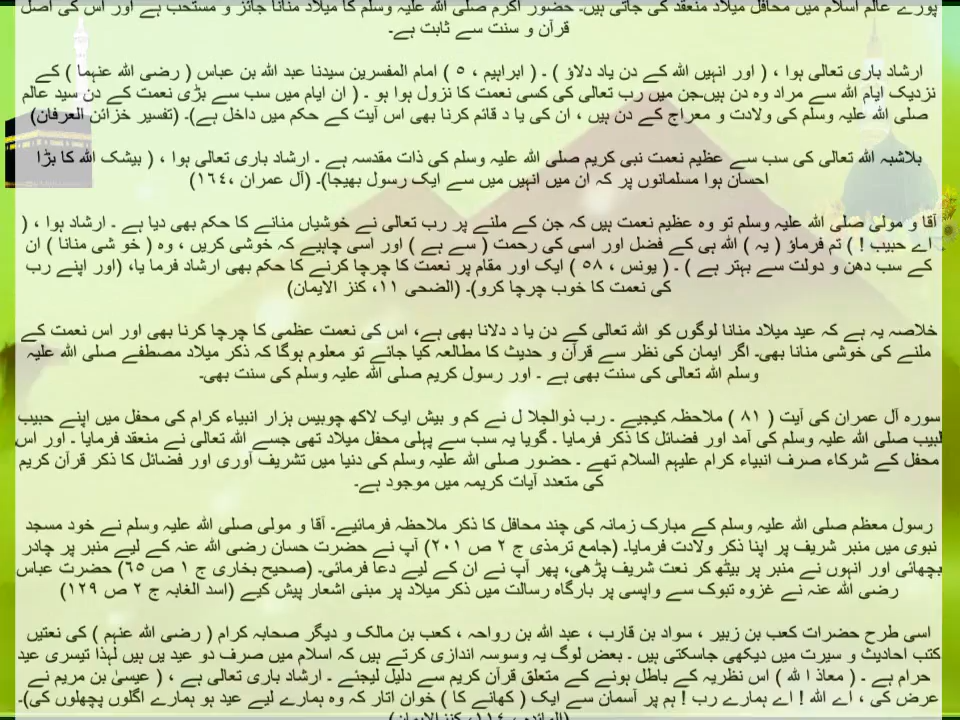 پورے عالم اسلام میں محافل میلاد منعقد کی جاتی ہیں۔ حضور اکرم صلی اللہ علیہ وسلم کا میلاد منانا جائز و مستحب ہے اور اس کی اصل
قرآن و سنت سے ثابت ہے۔
ارشاد باری تعالی ہوا ، ( اور انہیں اللہ کے دن یاد دلاؤ ) ۔ ( ابراہیم ، ٥ ) امام المفسرین سیدنا عبد اللہ بن عباس ( رضی اللہ عنہما ) کے
نزدیک ایام اللہ سے مراد وہ دن ہیں۔جن میں رب تعالی کی کسی نعمت کا نزول ہوا ہو ۔ ( ان ایام میں سب سے بڑی نعمت کے دن سید عالم
صلی اللہ علیہ وسلم کی ولادت و معراج کے دن ہیں ، ان کی یا د قائم کرنا بھی اس آیت کے حکم میں داخل ہے)۔ (تفسیر خزائن العرفان)
بلاشبہ اللہ تعالی کی سب سے عظیم نعمت نبی کریم صلی اللہ علیہ وسلم کی ذات مقدسہ ہے ۔ ارشاد باری تعالی ہوا ، ( بیشک اللہ کا بڑا
احسان ہوا مسلمانوں پر کہ ان میں انہیں میں سے ایک رسول بھیجا)۔ (آل عمران ،١٦٤)
آقا و مولی صلی اللہ علیہ وسلم تو وہ عظیم نعمت ہیں کہ جن کے ملنے پر رب تعالی نے خوشیاں منانے کا حکم بھی دیا ہے ۔ ارشاد ہوا ، (
اے حبیب ! ) تم فرماؤ ( یہ ) اللہ ہی کے فضل اور اسی کی رحمت ( سے ہے ) اور اسی چاہیے کہ خوشی کریں ، وہ ( خو شی منانا ) ان
کے سب دھن و دولت سے بہتر ہے ) ۔ ( یونس ، ٥٨ ) ایک اور مقام پر نعمت کا چرچا کرنے کا حکم بھی ارشاد فرما یا، (اور اپنے رب
کی نعمت کا خوب چرچا کرو)۔ (الضحی ١١، کنز الایمان)
خلاصہ یہ ہے کہ عید میلاد منانا لوگوں کو اللہ تعالی کے دن یا د دلانا بھی ہے، اس کی نعمت عظمی کا چرچا کرنا بھی اور اس نعمت کے
ملنے کی خوشی منانا بھی۔ اگر ایمان کی نظر سے قرآن و حدیث کا مطالعہ کیا جائے تو معلوم ہوگا کہ ذکر میلاد مصطفے صلی اللہ علیہ
وسلم اللہ تعالی کی سنت بھی ہے ۔ اور رسول کریم صلی اللہ علیہ وسلم کی سنت بھی۔
سورہ آل عمران کی آیت ( ٨١ ) ملاحظہ کیجیے ۔ رب ذوالجلا ل نے کم و بیش ایک لاکھ چوبیس ہزار انبیاء کرام کی محفل میں اپنے حبیب
لبیب صلی اللہ علیہ وسلم کی آمد اور فضائل کا ذکر فرمایا ۔ گویا یہ سب سے پہلی محفل میلاد تھی جسے اللہ تعالی نے منعقد فرمایا ۔ اور اس
محفل کے شرکاء صرف انبیاء کرام علیہم السلام تھے ۔ حضور صلی اللہ علیہ وسلم کی دنیا میں تشریف آوری اور فضائل کا ذکر قرآن کریم
کی متعدد آیات کریمہ میں موجود ہے۔
رسول معظم صلی اللہ علیہ وسلم کے مبارک زمانہ کی چند محافل کا ذکر ملاحظہ فرمائیے۔ آقا و مولی صلی اللہ علیہ وسلم نے خود مسجد
نبوی میں منبر شریف پر اپنا ذکر ولادت فرمایا۔ (جامع ترمذی ج ٢ ص ٢٠١) آپ نے حضرت حسان رضی اللہ عنہ کے لیے منبر پر چادر
بچھائی اور انہوں نے منبر پر بیٹھ کر نعت شریف پڑھی، پھر آپ نے ان کے لیے دعا فرمائی۔ (صحیح بخاری ج ١ ص ٦٥) حضرت عباس
رضی اللہ عنہ نے غزوہ تبوک سے واپسی پر بارگاہ رسالت میں ذکر میلاد پر مبنی اشعار پیش کیے (اسد الغابہ ج ٢ ص ١٢٩)
اسی طرح حضرات کعب بن زہیر ، سواد بن قارب ، عبد اللہ بن رواحہ ، کعب بن مالک و دیگر صحابہ کرام ( رضی اللہ عنہم ) کی نعتیں
کتب احادیث و سیرت میں دیکھی جاسکتی ہیں ۔ بعض لوگ یہ وسوسہ اندازی کرتے ہیں کہ اسلام میں صرف دو عید یں ہیں لہذا تیسری عید
حرام ہے ۔ ( معاذ ا للہ ) اس نظریہ کے باطل ہونے کے متعلق قرآن کریم سے دلیل لیجئے ۔ ارشاد باری تعالی ہے ، ( عیسیٰ بن مریم نے
عرض کی ، اے اللہ ! اے ہمارے رب ! ہم پر آسمان سے ایک ( کھانے کا ) خوان اتار کہ وہ ہمارے لیے عید ہو ہمارے اگلوں پچھلوں کی)۔
(المائدہ ، ١١٤، کنزالایمان)